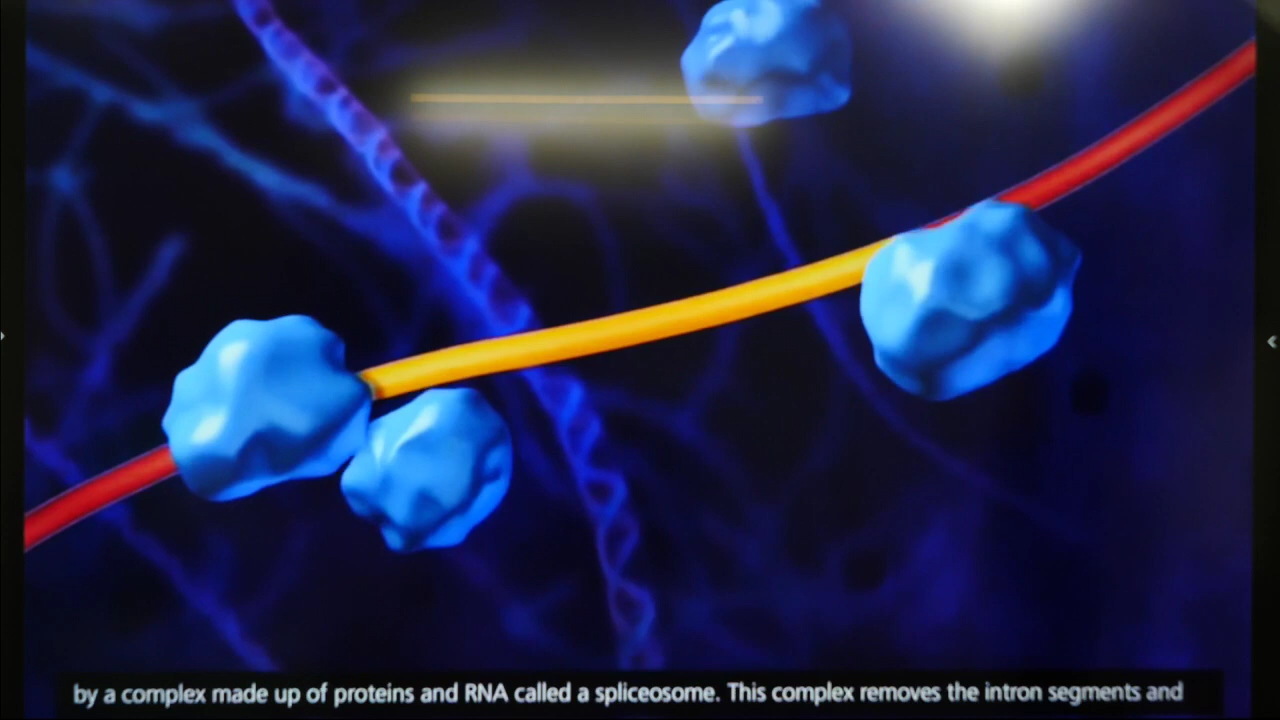 by a complex made up of proteins and RNA called a spliceosome. This complex removes the intron segments and